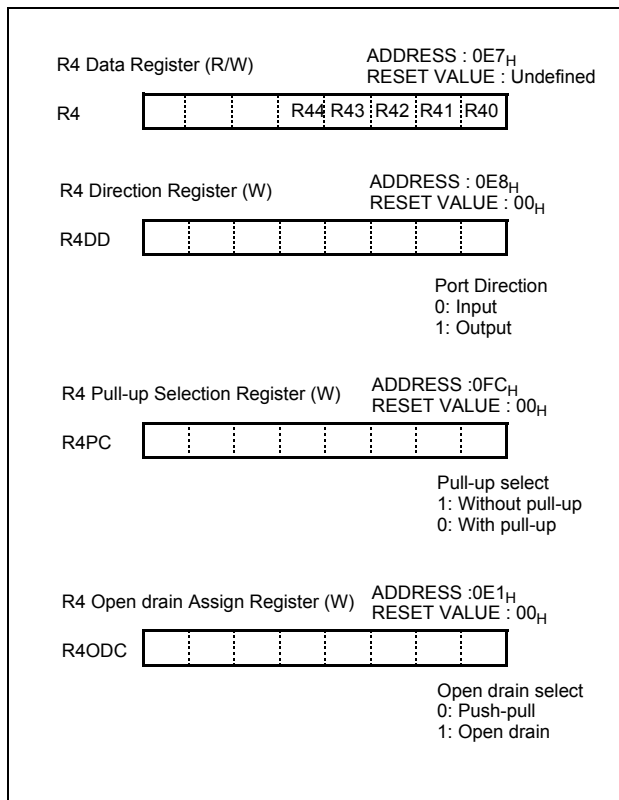 R4 Data Register (R/W) ADDRESS : 0E7H
RESET VALUE : Undefined
R4 R44 R43 R42 R41 R40
R4 Direction Register (W) ADDRESS : 0E8H
RESET VALUE : 00H
R4DD
Port Direction
0: Input
1: Output
R4 Pull-up Selection Register (W) ADDRESS :0FCH
RESET VALUE : 00H
R4PC
Pull-up select
1: Without pull-up
0: With pull-up
R4 Open drain Assign Register (W) ADDRESS :0E1H
RESET VALUE : 00H
R4ODC
Open drain select
0: Push-pull
1: Open drain